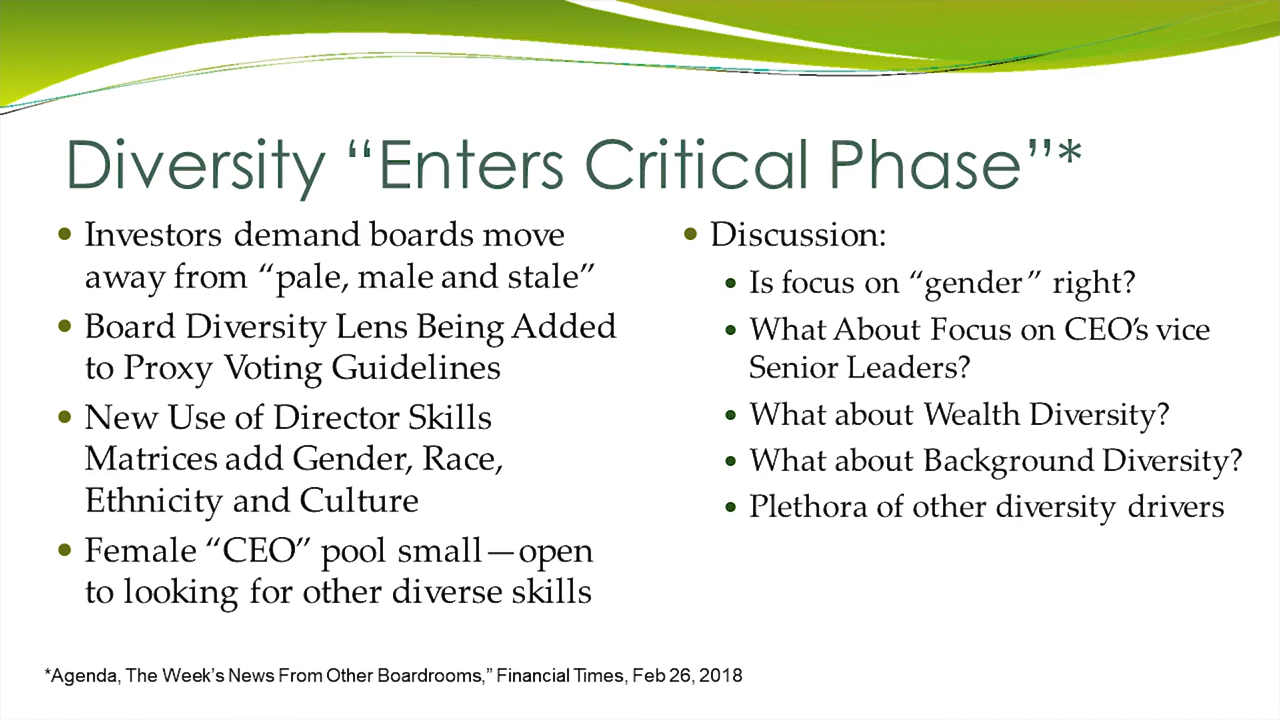 Diversity “Enters Critical Phase”*
• Investors demand boards move
away from “pale, male and stale”
• Board Diversity Lens Being Added
to Proxy Voting Guidelines
• New Use of Director Skills
Matrices add Gender, Race,
Ethnicity and Culture
• Female “CEO” pool small—open
to looking for other diverse skills
• Discussion:
• Is focus on “gender” right?
• What About Focus on CEO’s vice
Senior Leaders?
• What about Wealth Diversity?
• What about Background Diversity?
• Plethora of other diversity drivers
*Agenda, The Week’s News From Other Boardrooms,” Financial Times, Feb 26, 2018